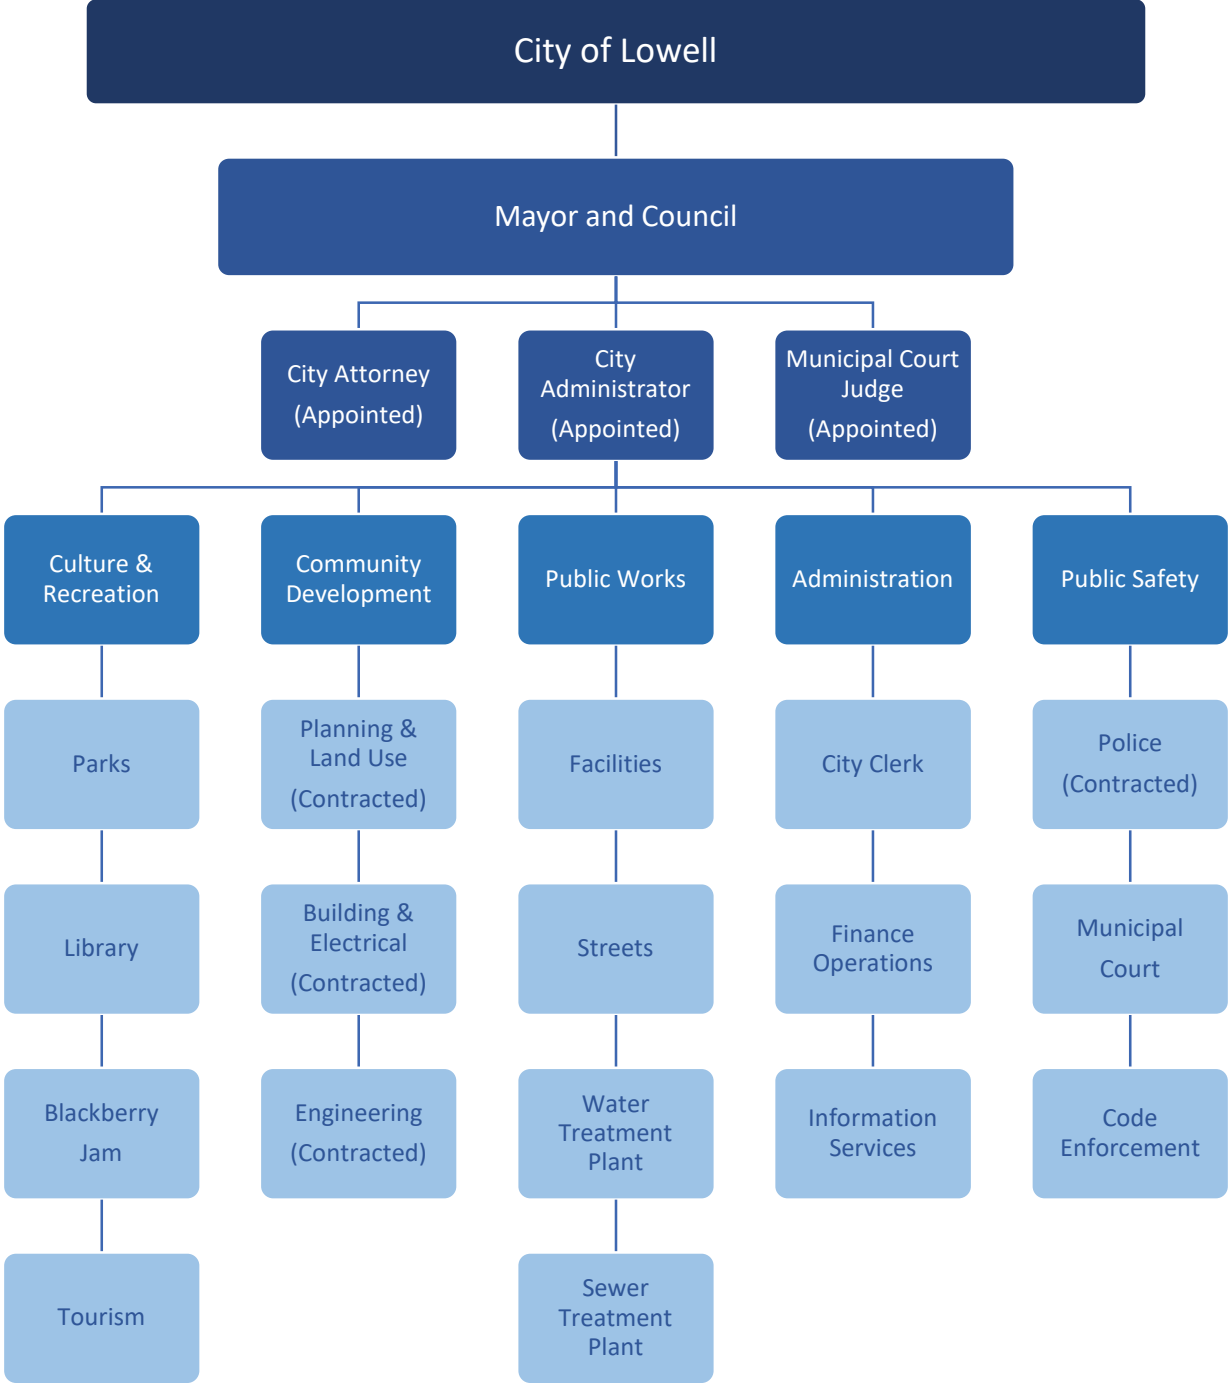 City of Lowell
Mayor and Council
City Attorney
(Appointed)
City
Administrator
(Appointed)
Municipal Court
Judge
(Appointed)
Culture &
Recreation
Community
Development
Public Works
Administration
Public Safety
Parks
Planning &
Land Use
(Contracted)
Facilities
City Clerk
Police
(Contracted)
Library
Building &
Electrical
(Contracted)
Streets
Finance
Operations
Municipal
Court
Blackberry
Jam
Engineering
(Contracted)
Water
Treatment
Plant
Information
Services
Code
Enforcement
Tourism
Sewer
Treatment
Plant